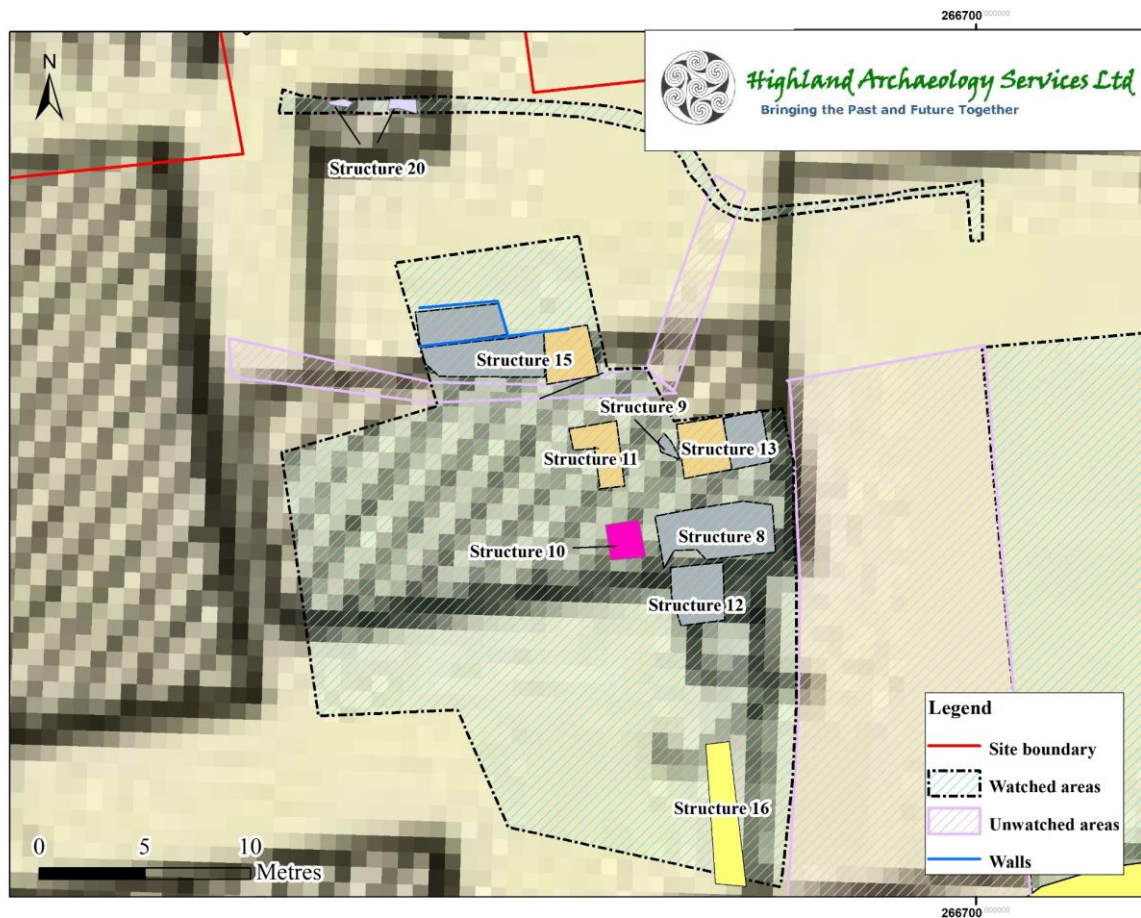 266700.000000
N
Highland Archaeology Services Ltd
Bringing the Past and Future Together
Structure 20
Structure 15
Structure 9
Structure 13
Structure 11
Structure 8
Structure 10
Structure 12
Structure 16
Legend
Site boundary
Watched areas
Unwatched areas
Walls
0 5 10
Metres
266700.000000